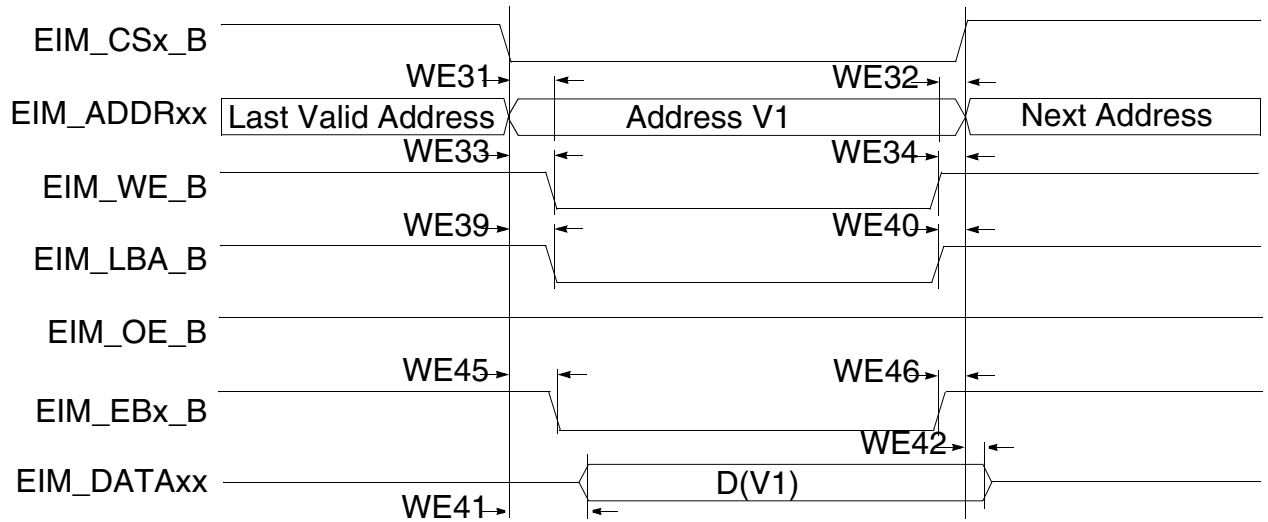 EIM_CSx_B
WE31 WE32
EIM_ADDRxx Last Valid Address Address V1 Next Address
WE33 WE34
EIM_WE_B
WE39 WE40
EIM_LBA_B
EIM_OE_B
WE45 WE46
EIM_EBx_B
WE42
EIM_DATAxx D(V1)
WE41